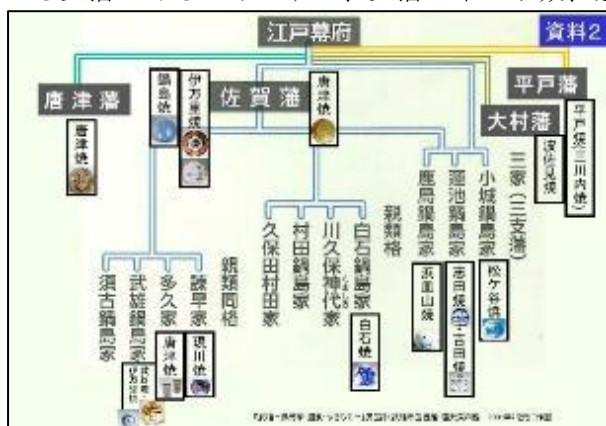 江戸幕府
資料2
唐津藩
鍋島焼
伊万里焼
佐賀藩
唐津焼
平戸藩
大村藩
唐津焼
波佐見焼
平戸焼(三川内焼)
三家(三支藩)
小城鍋島家
蓮池鍋島家
鹿島鍋島家
松ケ谷焼
志田焼
吉田焼
浜皿山焼
親類格
白石鍋島家
川久保神代家
村田鍋島家
久保田村田家
白石焼
親類同格
諫早家
多久家
武雄鍋島家
須古鍋島家
現川焼
唐津焼